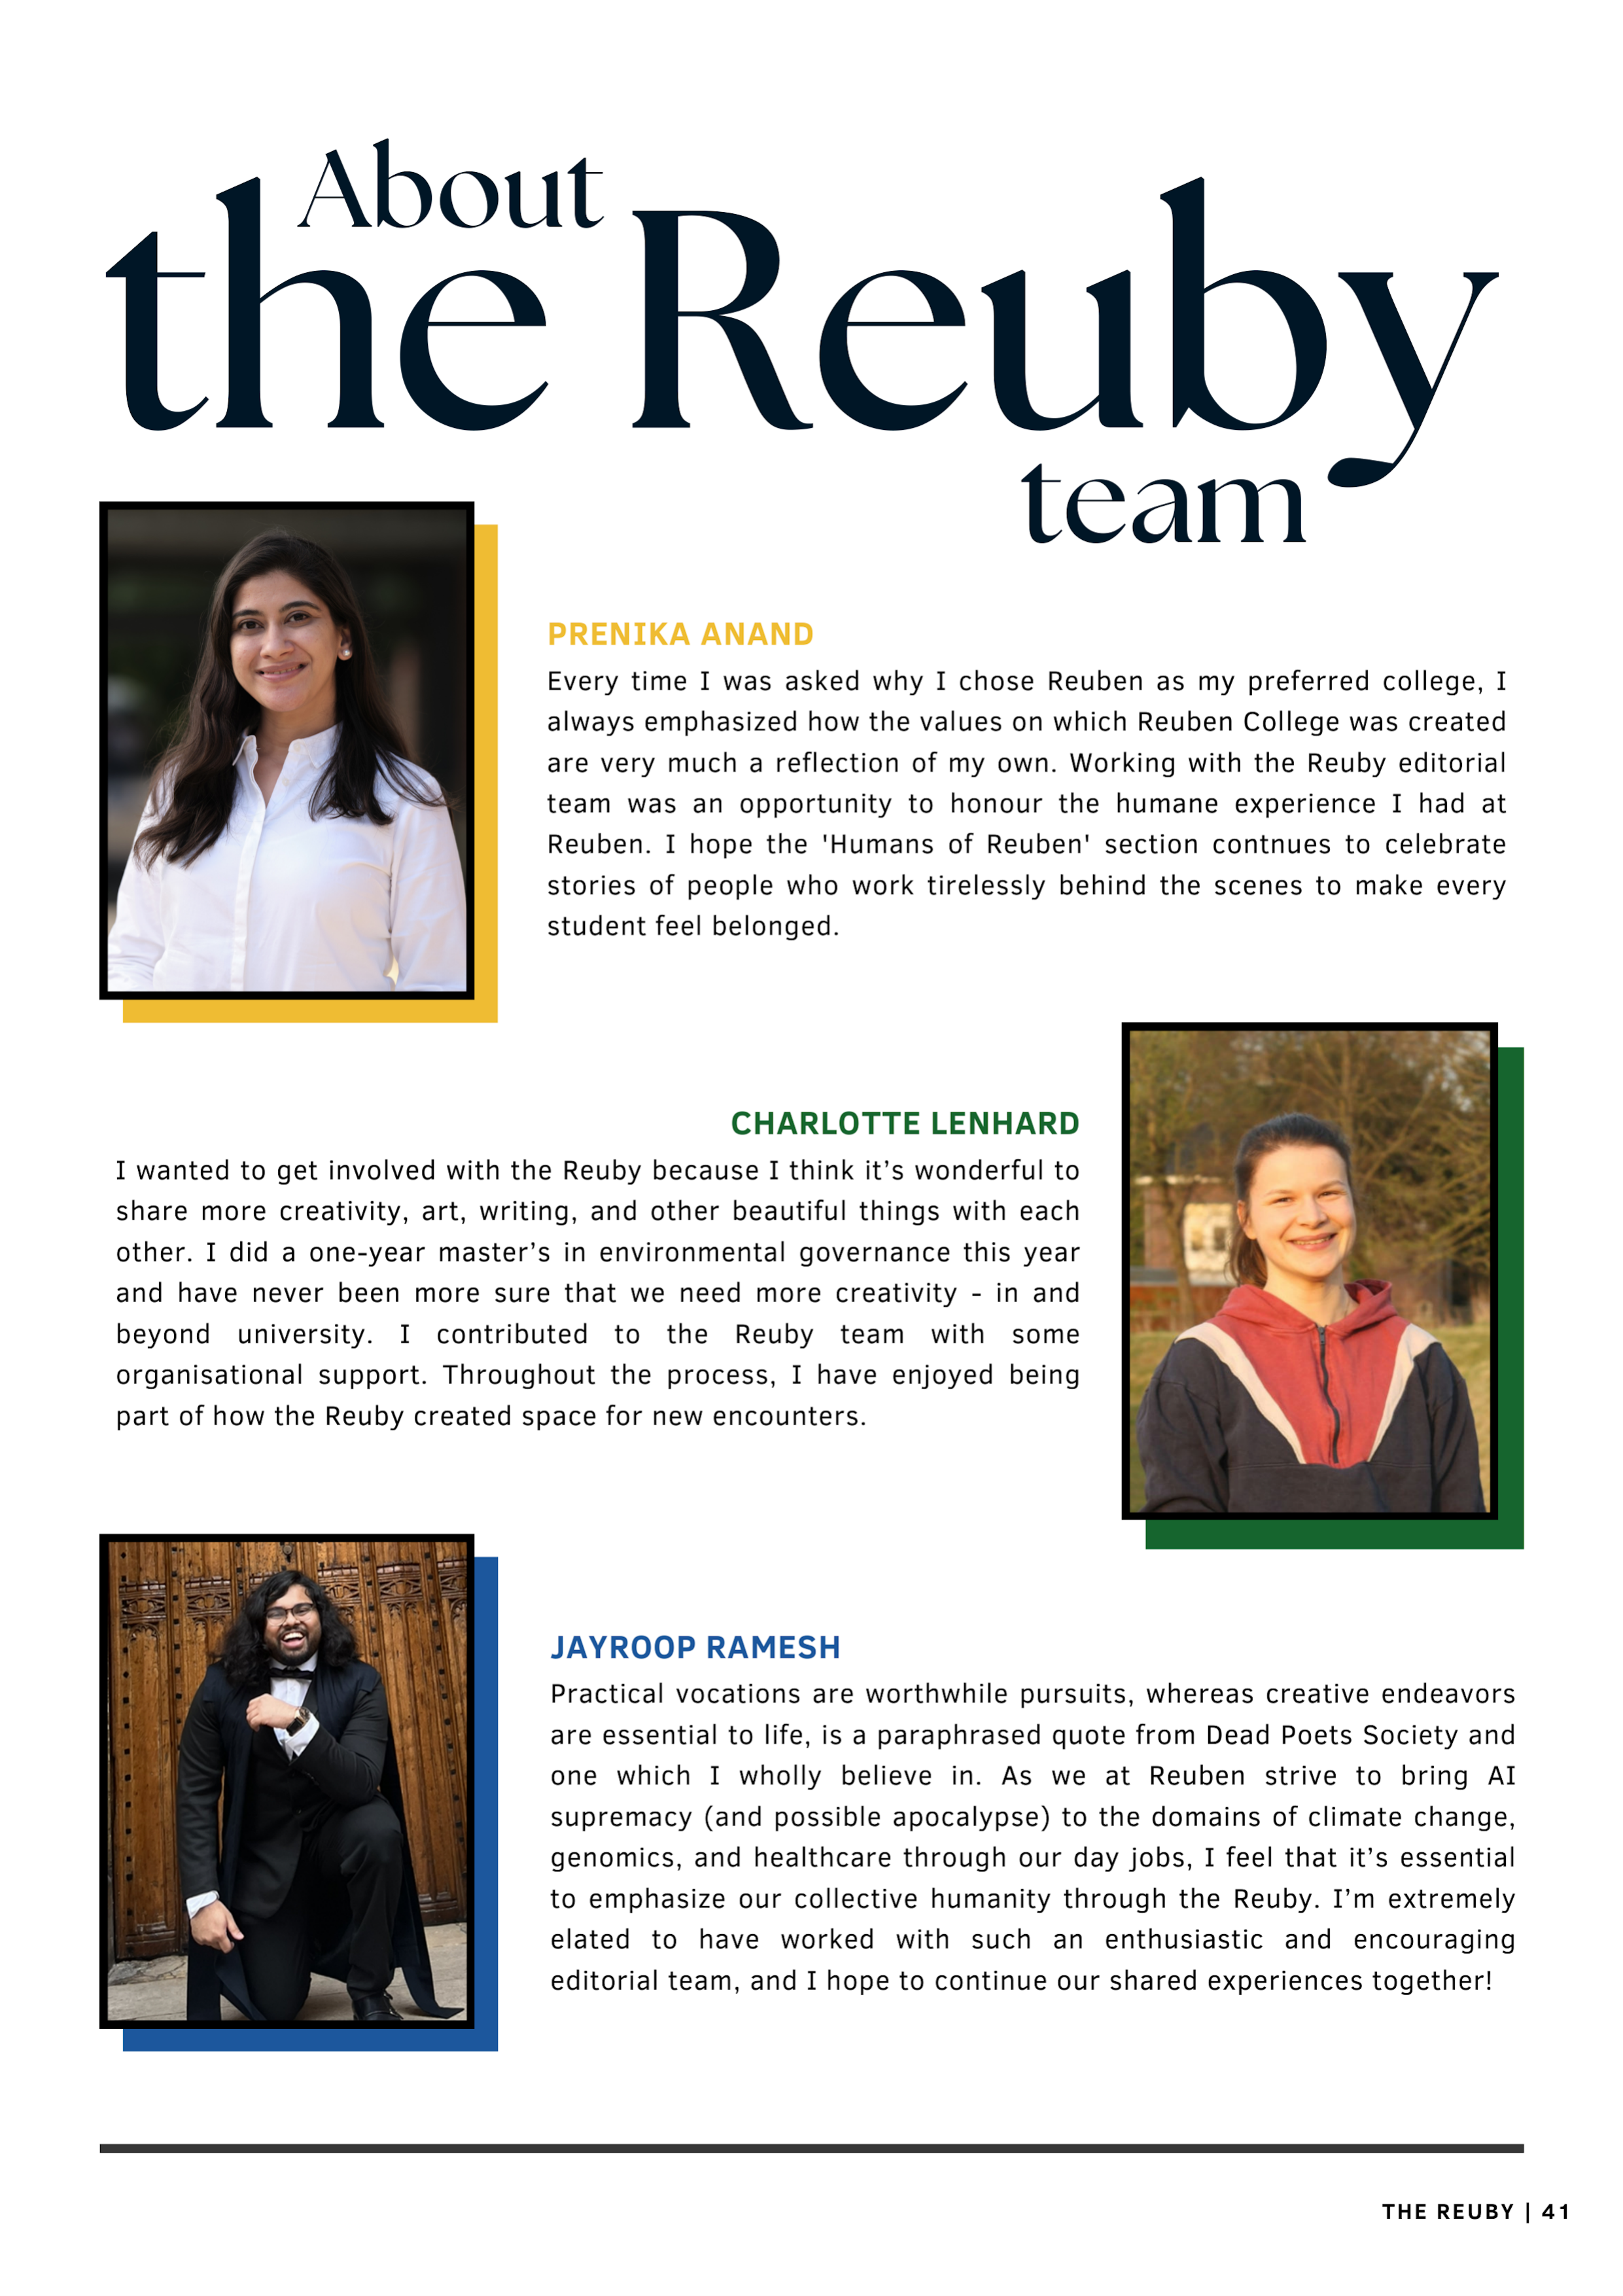 About
the Reuby
team
PRENIKA ANAND
Every time I was asked why I chose Reuben as my preferred college, I
always emphasized how the values on which Reuben College was created
are very much a reflection of my own. Working with the Reuby editorial
team was an opportunity to honour the humane experience I had at
Reuben. I hope the 'Humans of Reuben' section contnues to celebrate
stories of people who work tirelessly behind the scenes to make every
student feel belonged.
CHARLOTTE LENHARD
I wanted to get involved with the Reuby because I think it’s wonderful to
share more creativity, art, writing, and other beautiful things with each
other. I did a one-year master’s in environmental governance this year
and have never been more sure that we need more creativity - in and
beyond university. I contributed to the Reuby team with some
organisational support. Throughout the process, I have enjoyed being
part of how the Reuby created space for new encounters.
JAYROOP RAMESH
Practical vocations are worthwhile pursuits, whereas creative endeavors
are essential to life, is a paraphrased quote from Dead Poets Society and
one which I wholly believe in. As we at Reuben strive to bring AI
supremacy (and possible apocalypse) to the domains of climate change,
genomics, and healthcare through our day jobs, I feel that it’s essential
to emphasize our collective humanity through the Reuby. I’m extremely
elated to have worked with such an enthusiastic and encouraging
editorial team, and I hope to continue our shared experiences together!
THE REUBY | 41